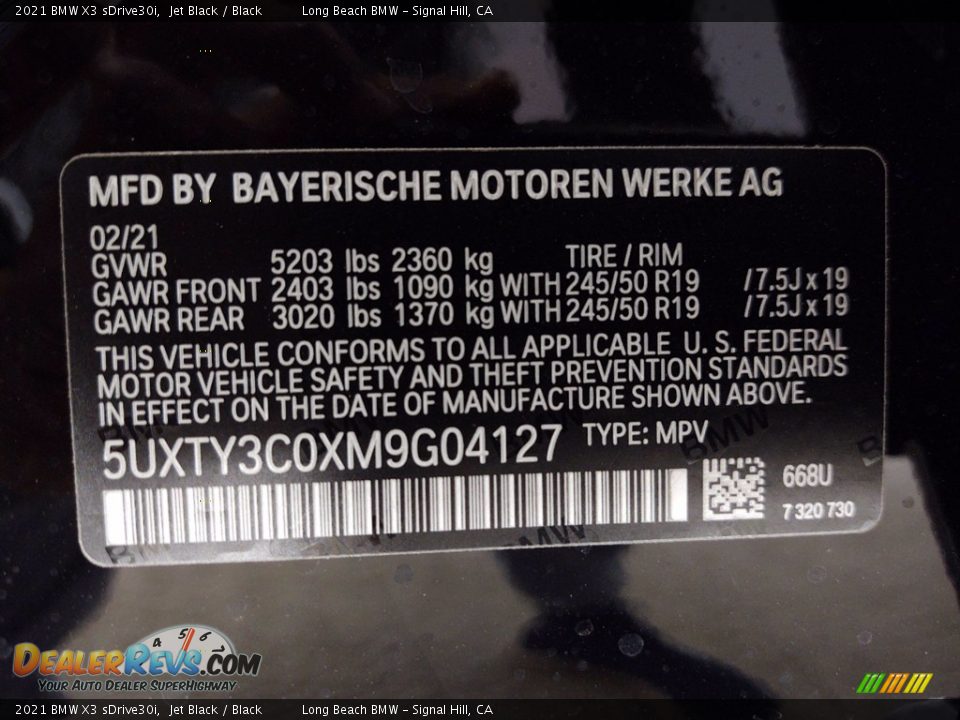 2021 BMW X3 sDrive30i, Jet Black / Black Long Beach BMW - Signal Hill, CA
MFD BY BAYERISCHE MOTOREN WERKE AG
02/21
GVWR 5203 lbs 2360 kg TIRE / RIM
GAWR FRONT 2403 lbs 1090 kg WITH 245/50 R19 /7.5J x 19
GAWR REAR 3020 lbs 1370 kg WITH 245/50 R19 /7.5J x 19
THIS VEHICLE CONFORMS TO ALL APPLICABLE U. S. FEDERAL
MOTOR VEHICLE SAFETY AND THEFT PREVENTION STANDARDS
IN EFFECT ON THE DATE OF MANUFACTURE SHOWN ABOVE.
5UXTY3C0XM9G04127 TYPE: MPV
BMW
668U
7 320 730
BMW
4 5 6
DEALERREVS.COM
YOUR AUTO DEALER SUPERHIGHWAY
2021 BMW X3 sDrive30i, Jet Black / Black Long Beach BMW - Signal Hill, CA